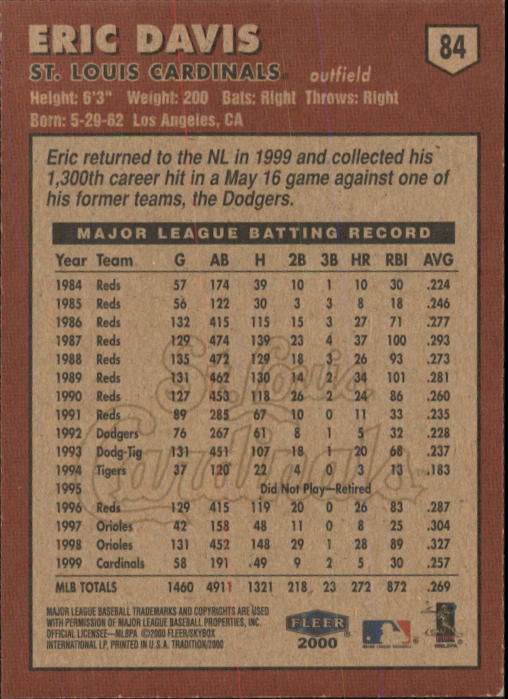 ERIC DAVIS
84
ST. LOUIS CARDINALS® outfield
Height: 6'3" Weight: 200 Bats: Right Throws: Right
Born: 5-29-62 Los Angeles, CA
Eric returned to the NL in 1999 and collected his
1,300th career hit in a May 16 game against one of
his former teams, the Dodgers.
MAJOR LEAGUE BATTING RECORD
Year Team G AB H 2B 3B HR RBI AVG
1984 Reds 57 174 39 10 1 10 30 .224
1985 Reds 56 122 30 3 3 8 18 .246
1986 Reds 132 415 115 15 3 27 71 .277
1987 Reds 129 474 139 23 4 37 100 .293
1988 Reds 135 472 129 18 3 26 93 .273
1989 Reds 131 462 130 14 2 34 101 .281
1990 Reds 127 453 118 26 2 24 86 .260
1991 Reds 89 285 67 10 0 11 33 .235
1992 Dodgers 76 267 61 8 1 5 32 .228
1993 Dodg-Tig 131 451 107 18 1 20 68 .237
1994 Tigers 37 120 22 4 0 3 13 .183
1995 Did Not Play—Retired
1996 Reds 129 415 119 20 0 26 83 .287
1997 Orioles 42 158 48 11 0 8 25 .304
1998 Orioles 131 452 148 29 1 28 89 .327
1999 Cardinals 58 191 49 9 2 5 30 .257
MLB TOTALS 1460 4911 1321 218 23 272 872 .269
St. Louis
Cardinals
MAJOR LEAGUE BASEBALL TRADEMARKS AND COPYRIGHTS ARE USED
WITH PERMISSION OF MAJOR LEAGUE BASEBALL PROPERTIES, INC.
OFFICIAL LICENSEE—MLBPA ©2000 FLEER/SKYBOX
INTERNATIONAL LP, PRINTED IN U.S.A. TRADITION/2000
FLEER
2000
MAJOR LEAGUE BASEBALL
MLBPA